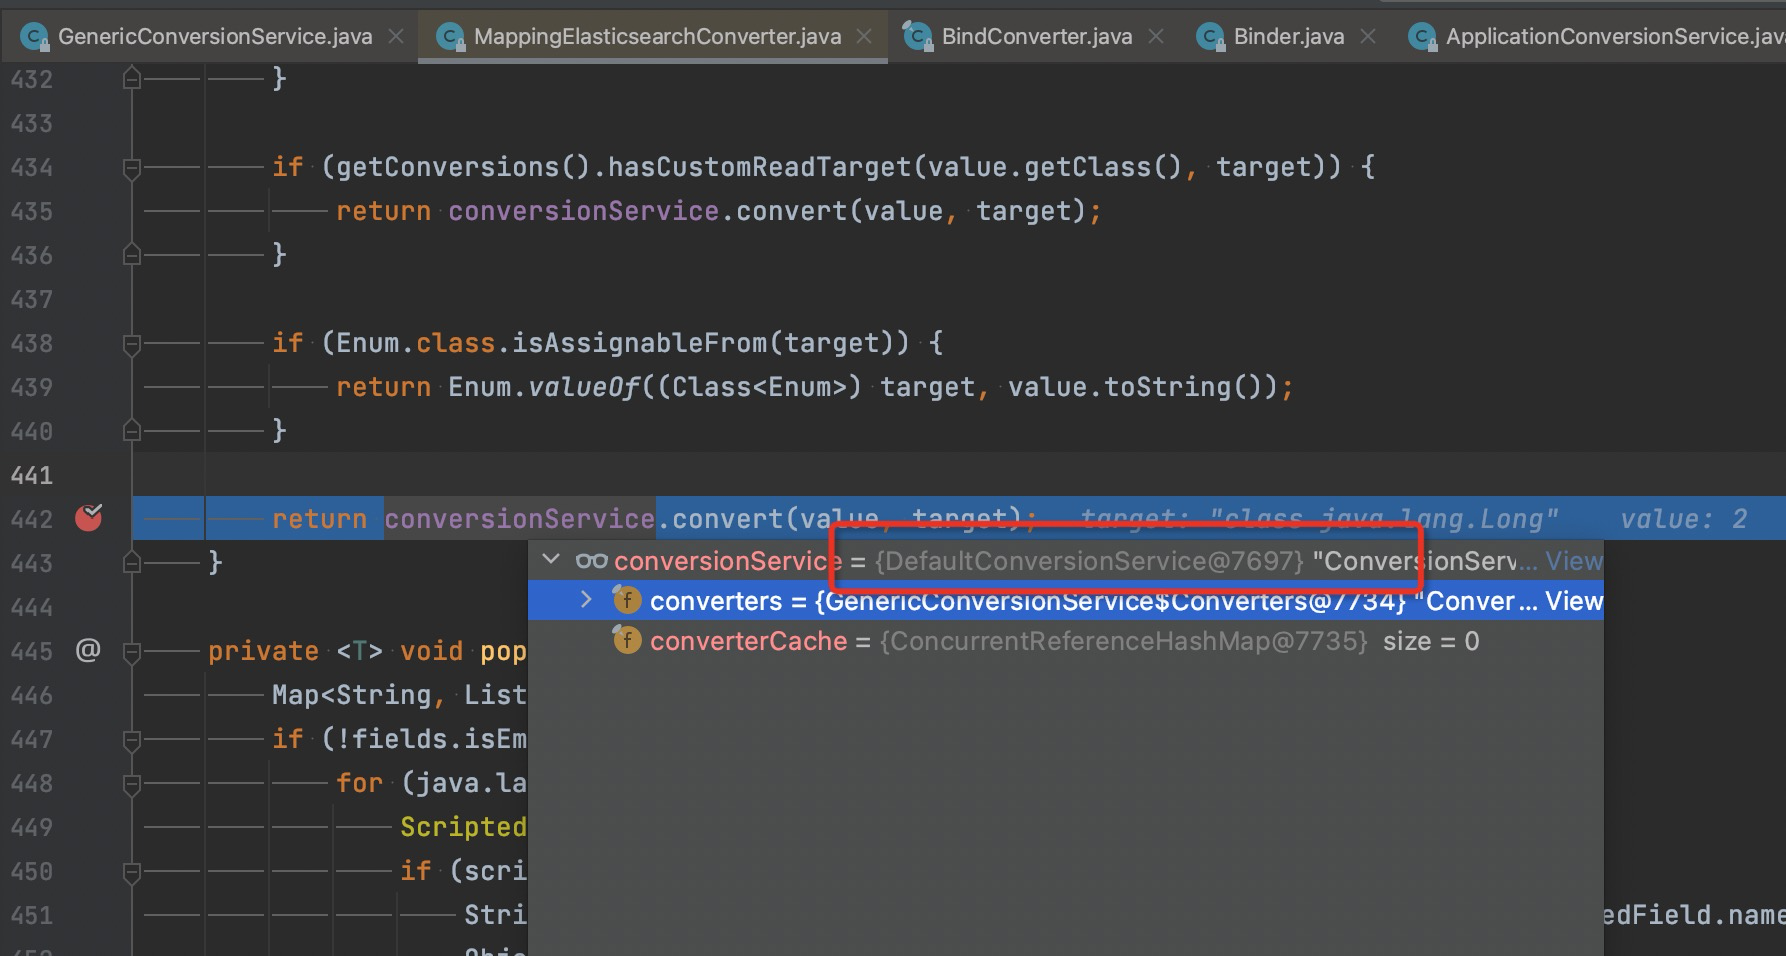 GenericConversionService.java MappingElasticsearchConverter.java BindConverter.java Binder.java ApplicationConversionService.java
432 }
433
434 if (getConversions().hasCustomReadTarget(value.getClass(), target)) {
435 return conversionService.convert(value, target);
436 }
437
438 if (Enum.class.isAssignableFrom(target)) {
439 return Enum.valueOf((Class<Enum>) target, value.toString());
440 }
441
442 return conversionService.convert(value, target); target: "class java.lang.Long" value: 2
443 }
conversionService = {DefaultConversionService@7697} "ConversionServ... View
converters = {GenericConversionService$Converters@7734} "Conver... View
444
converterCache = {ConcurrentReferenceHashMap@7735} size = 0
445 @ private <T> void pop
446 Map<String, List
447 if (!fields.isEm
448 for (java.la
449 Scripted
450 if (scri
451 Stri edField.name